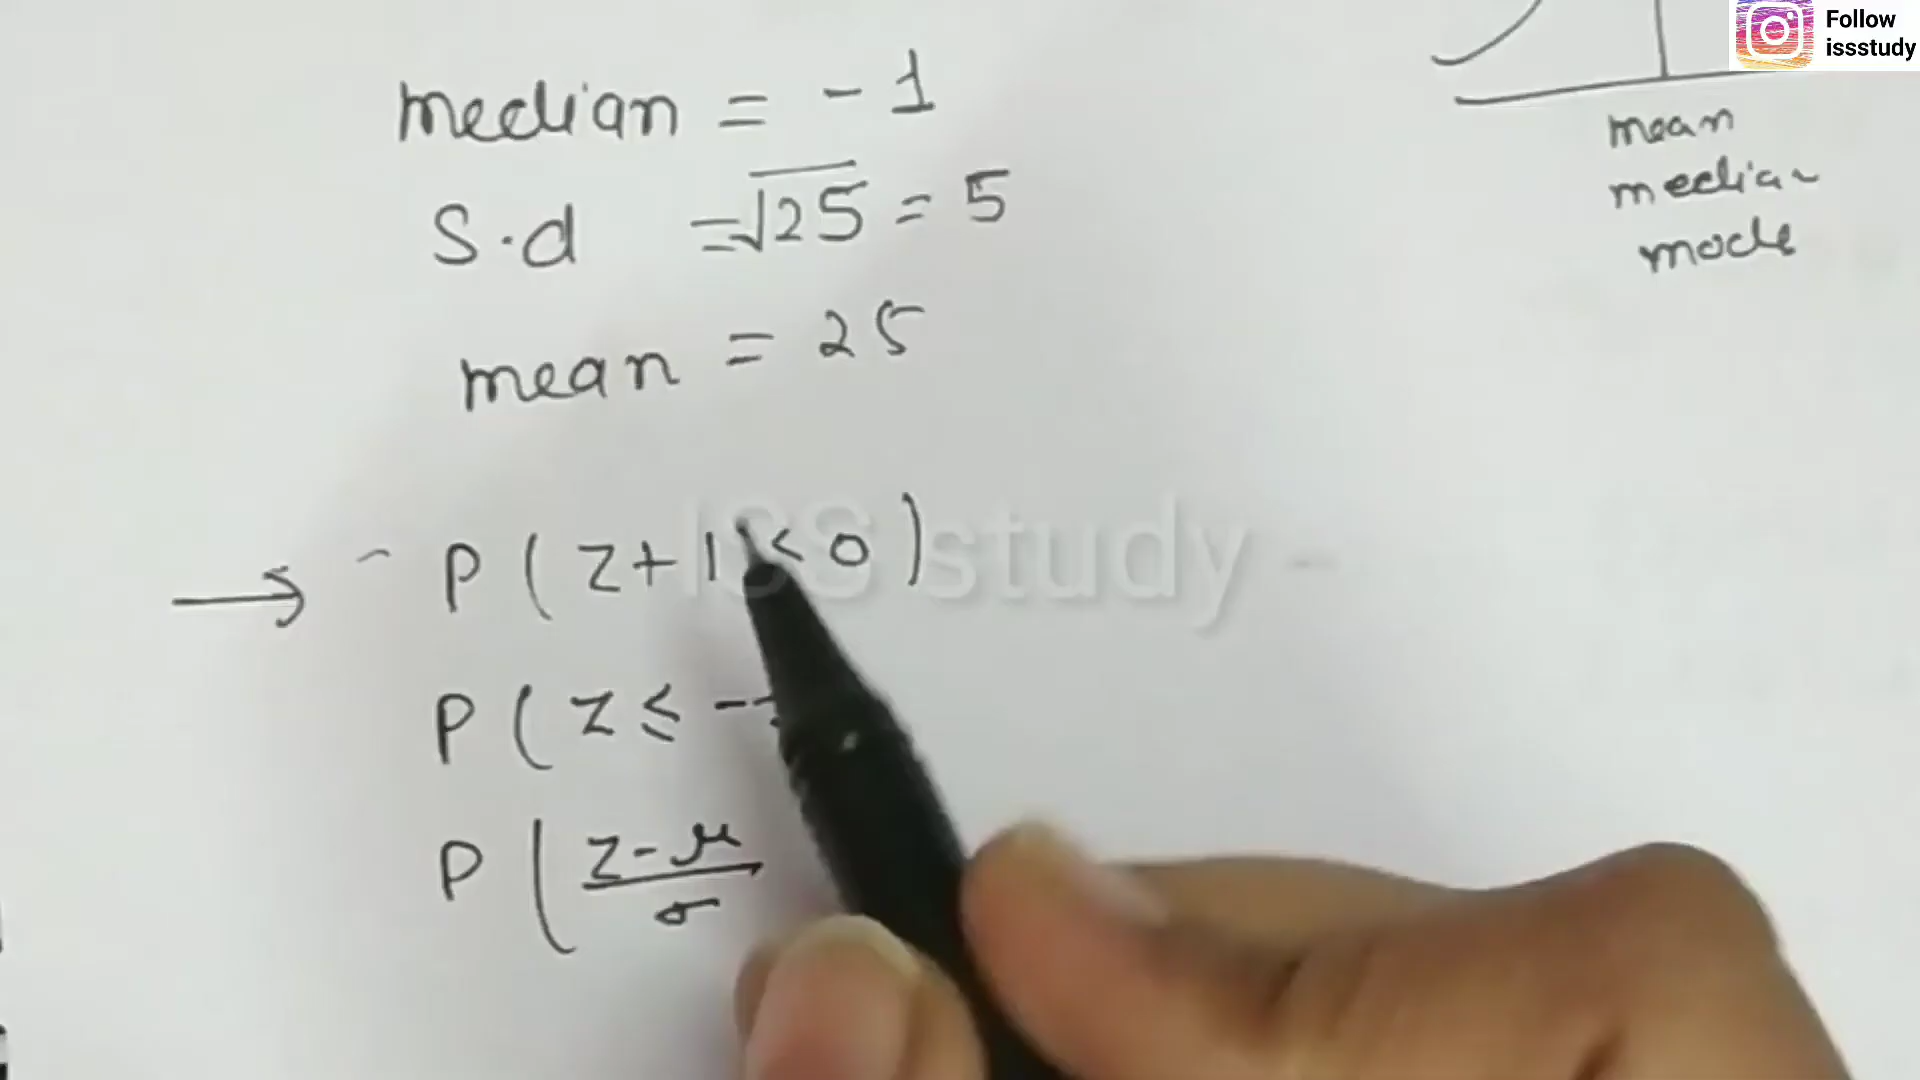 median = - 1
S.d = √25 = 5
mean = 25
P ( Z + 1 < 0 )
P ( Z ≤ -
P ( Z - μ
σ
mean
median
mode
Follow
issstudy
ISS study -